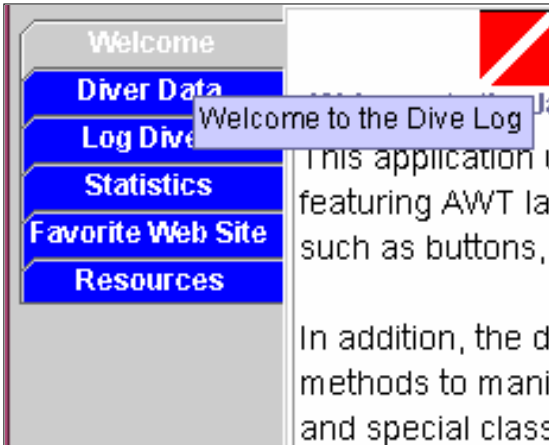 Welcome
Diver Data
Welcome to the Dive Log
Log Dive
Statistics
Favorite Web Site
Resources
This application
featuring AWT la
such as buttons,
In addition, the d
methods to mani
and special class